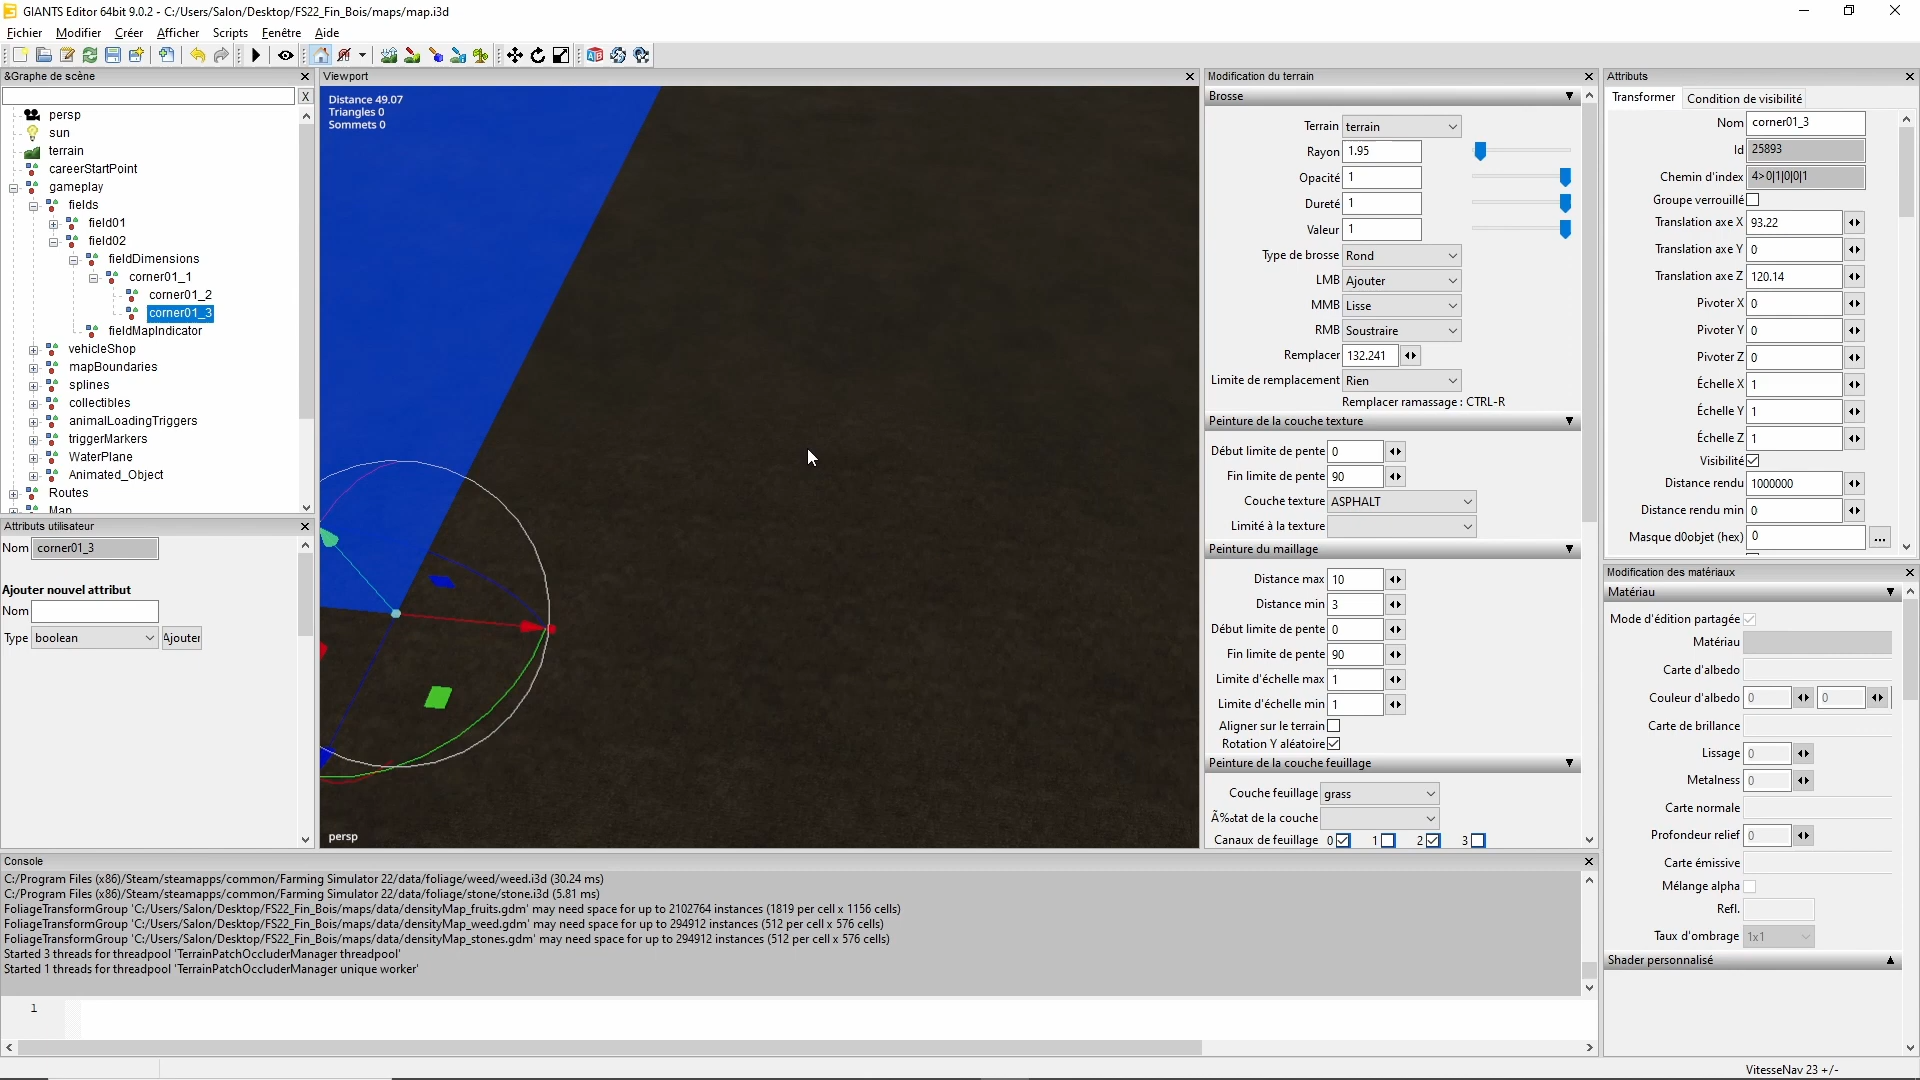 GIANTS Editor 64bit 9.0.2 - C:/Users/Salon/Desktop/FS22_Fin_Bois/maps/map.i3d
Fichier Modifier Créer Afficher Scripts Fenêtre Aide
&Graphe de scène
X
persp
sun
terrain
careerStartPoint
gameplay
fields
field01
field02
fieldDimensions
corner01_1
corner01_2
corner01_3
fieldMapIndicator
vehicleShop
mapBoundaries
splines
collectibles
animalLoadingTriggers
triggerMarkers
WaterPlane
Animated_Object
Routes
Map
Attributs utilisateur
Nom corner01_3
Ajouter nouvel attribut
Nom
Type boolean Ajouter
Viewport
Distance 49.07
Triangles 0
Sommets 0
persp
Modification du terrain
Brosse
Terrain terrain
Rayon 1.95
Opacité 1
Dureté 1
Valeur 1
Type de brosse Rond
LMB Ajouter
MMB Lisse
RMB Soustraire
Remplacer 132.241
Limite de remplacement Rien
Remplacer ramassage : CTRL-R
Peinture de la couche texture
Début limite de pente 0
Fin limite de pente 90
Couche texture ASPHALT
Limité à la texture
Peinture du maillage
Distance max 10
Distance min 3
Début limite de pente 0
Fin limite de pente 90
Limite d'échelle max 1
Limite d'échelle min 1
Aligner sur le terrain
Rotation Y aléatoire
Peinture de la couche feuillage
Couche feuillage grass
Ã‰tat de la couche
Canaux de feuillage 0 1 2 3
Attributs
Transformer Condition de visibilité
Nom corner01_3
Id 25893
Chemin d'index 4>0|1|0|0|1
Groupe verrouillé
Translation axe X 93.22
Translation axe Y 0
Translation axe Z 120.14
Pivoter X 0
Pivoter Y 0
Pivoter Z 0
Échelle X 1
Échelle Y 1
Échelle Z 1
Visibilité
Distance rendu 1000000
Distance rendu min 0
Masque d0objet (hex) 0 ...
Modification des matériaux
Matériau
Mode d'édition partagée
Matériau
Carte d'albedo
Couleur d'albedo 0 0
Carte de brillance
Lissage 0
Metalness 0
Carte normale
Profondeur relief 0
Carte émissive
Mélange alpha
Refl.
Taux d'ombrage 1x1
Shader personnalisé
Console
C:/Program Files (x86)/Steam/steamapps/common/Farming Simulator 22/data/foliage/weed/weed.i3d (30.24 ms)
C:/Program Files (x86)/Steam/steamapps/common/Farming Simulator 22/data/foliage/stone/stone.i3d (5.81 ms)
FoliageTransformGroup 'C:/Users/Salon/Desktop/FS22_Fin_Bois/maps/data/densityMap_fruits.gdm' may need space for up to 2102764 instances (1819 per cell x 1156 cells)
FoliageTransformGroup 'C:/Users/Salon/Desktop/FS22_Fin_Bois/maps/data/densityMap_weed.gdm' may need space for up to 294912 instances (512 per cell x 576 cells)
FoliageTransformGroup 'C:/Users/Salon/Desktop/FS22_Fin_Bois/maps/data/densityMap_stones.gdm' may need space for up to 294912 instances (512 per cell x 576 cells)
Started 3 threads for threadpool 'TerrainPatchOccluderManager threadpool'
Started 1 threads for threadpool 'TerrainPatchOccluderManager unique worker'
1
VitesseNav 23 +/-